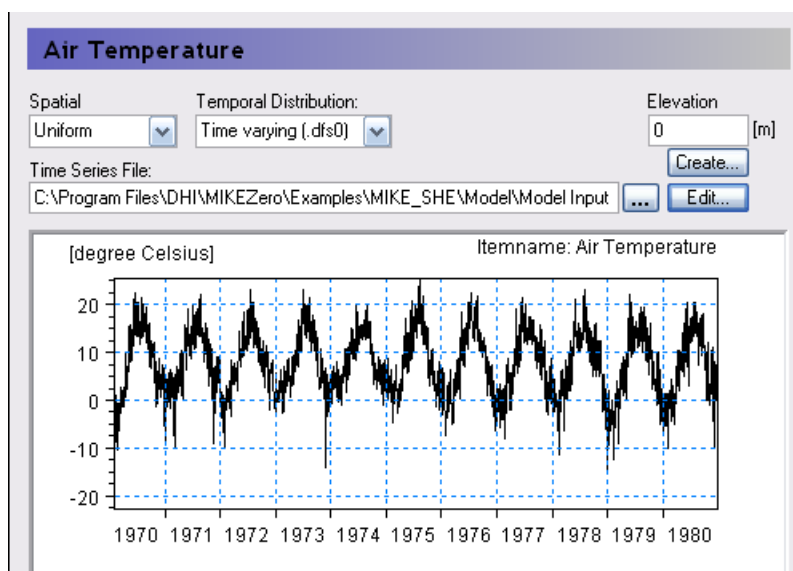 Air Temperature
Spatial Temporal Distribution: Elevation
Uniform Time varying (.dfs0) 0 [m]
Create...
Time Series File:
C:\Program Files\DHI\MIKEZero\Examples\MIKE_SHE\Model\Model Input ... Edit...
[degree Celsius] Itemname: Air Temperature
20
10
0
-10
-20
1970 1971 1972 1973 1974 1975 1976 1977 1978 1979 1980